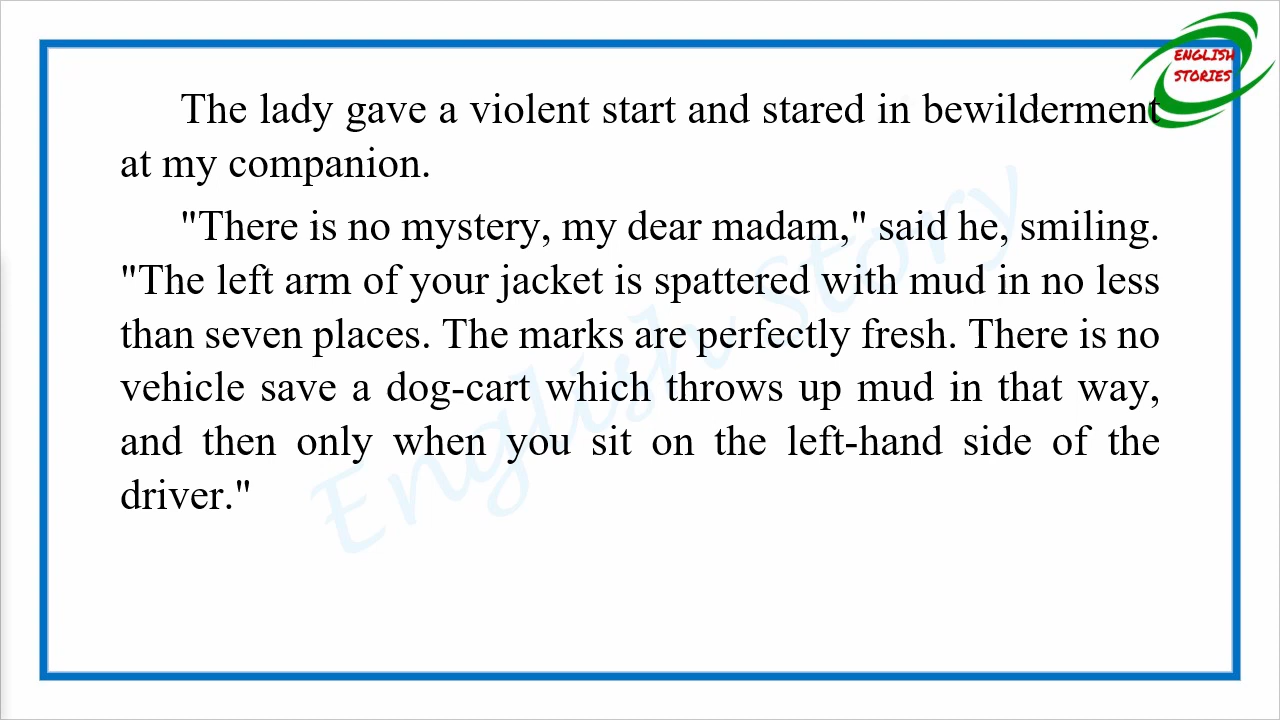 ENGLISH
STORIES
The lady gave a violent start and stared in bewilderment
at my companion.
"There is no mystery, my dear madam," said he, smiling.
"The left arm of your jacket is spattered with mud in no less
than seven places. The marks are perfectly fresh. There is no
vehicle save a dog-cart which throws up mud in that way,
and then only when you sit on the left-hand side of the
driver."
English Story